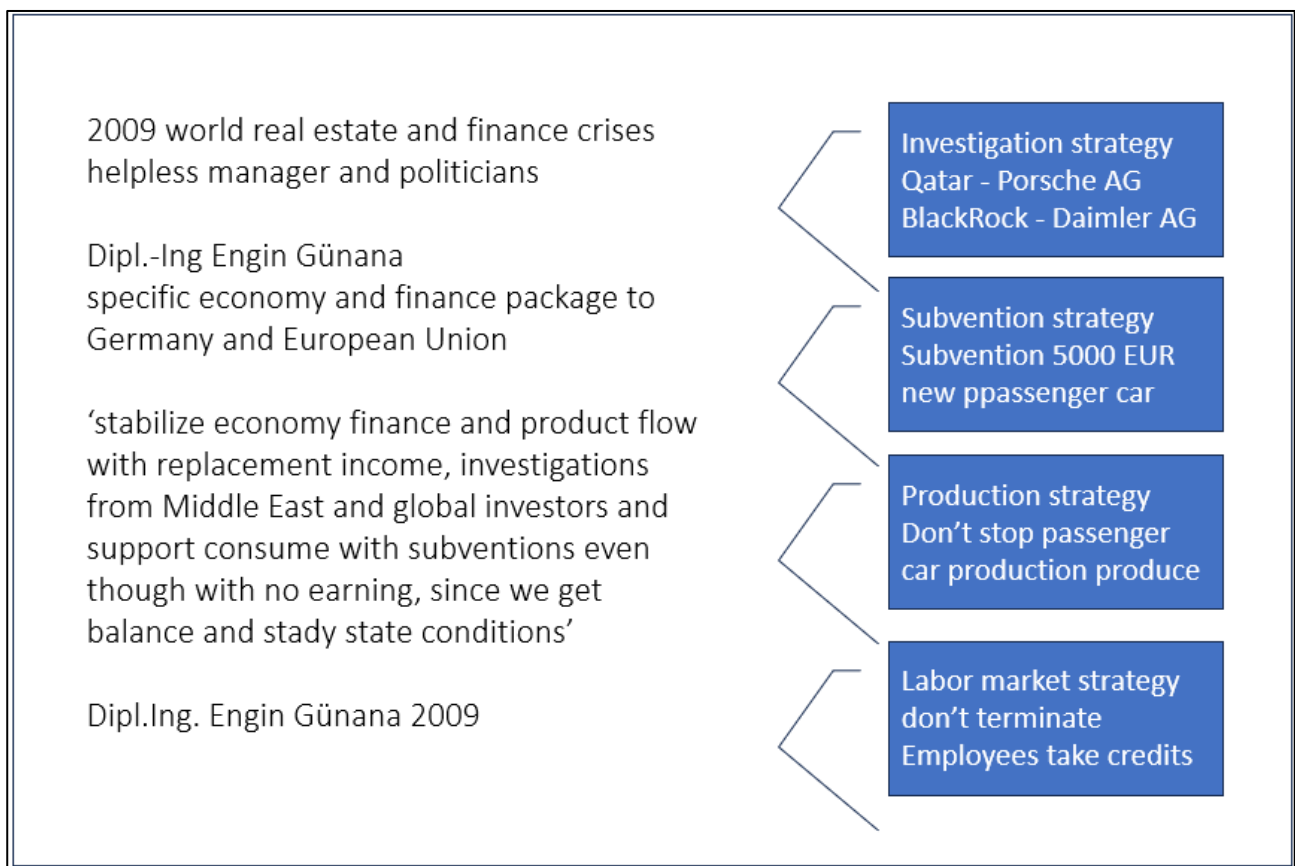 2009 world real estate and finance crises
helpless manager and politicians
Dipl.-Ing Engin Günana
specific economy and finance package to
Germany and European Union
‘stabilize economy finance and product flow
with replacement income, investigations
from Middle East and global investors and
support consume with subventions even
though with no earning, since we get
balance and stady state conditions’
Dipl.Ing. Engin Günana 2009
Investigation strategy
Qatar - Porsche AG
BlackRock - Daimler AG
Subvention strategy
Subvention 5000 EUR
new ppassenger car
Production strategy
Don’t stop passenger
car production produce
Labor market strategy
don’t terminate
Employees take credits